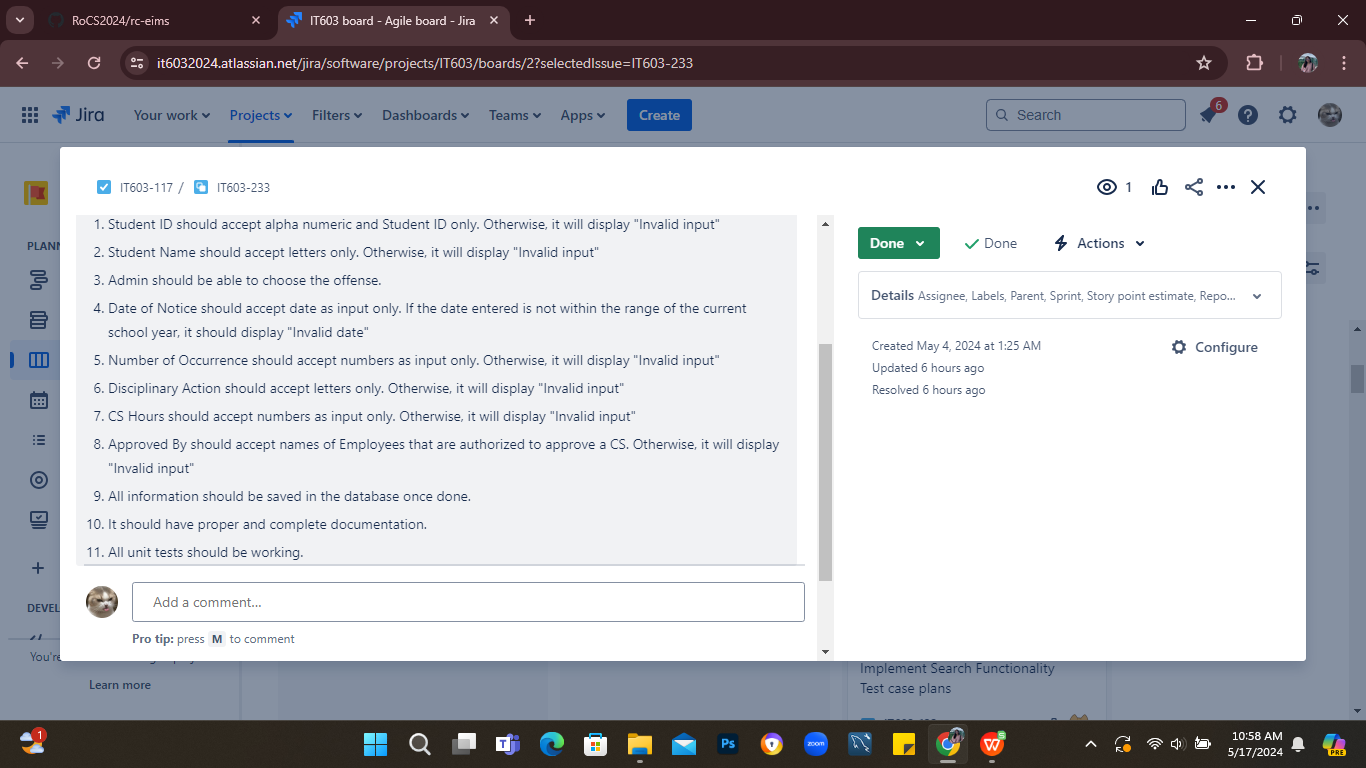 RoCS2024/rc-eims
IT603 board - Agile board - Jira
it6032024.atlassian.net/jira/software/projects/IT603/boards/2?selectedIssue=IT603-233
Jira
Your work
Projects
Filters
Dashboards
Teams
Apps
Create
Search
6
IT603-117 /
IT603-233
1
PLANN
1. Student ID should accept alpha numeric and Student ID only. Otherwise, it will display "Invalid input"
2. Student Name should accept letters only. Otherwise, it will display "Invalid input"
3. Admin should be able to choose the offense.
4. Date of Notice should accept date as input only. If the date entered is not within the range of the current
school year, it should display "Invalid date"
5. Number of Occurrence should accept numbers as input only. Otherwise, it will display "Invalid input"
6. Disciplinary Action should accept letters only. Otherwise, it will display "Invalid input"
7. CS Hours should accept numbers as input only. Otherwise, it will display "Invalid input"
8. Approved By should accept names of Employees that are authorized to approve a CS. Otherwise, it will display
"Invalid input"
9. All information should be saved in the database once done.
10. It should have proper and complete documentation.
11. All unit tests should be working.
Done
Done
Actions
Details Assignee, Labels, Parent, Sprint, Story point estimate, Repo...
Created May 4, 2024 at 1:25 AM
Updated 6 hours ago
Resolved 6 hours ago
Configure
Add a comment...
Pro tip: press M to comment
DEVEL
You're
Learn more
Implement Search Functionality
Test case plans
1
Ps
zoom
10:58 AM
5/17/2024
PRE